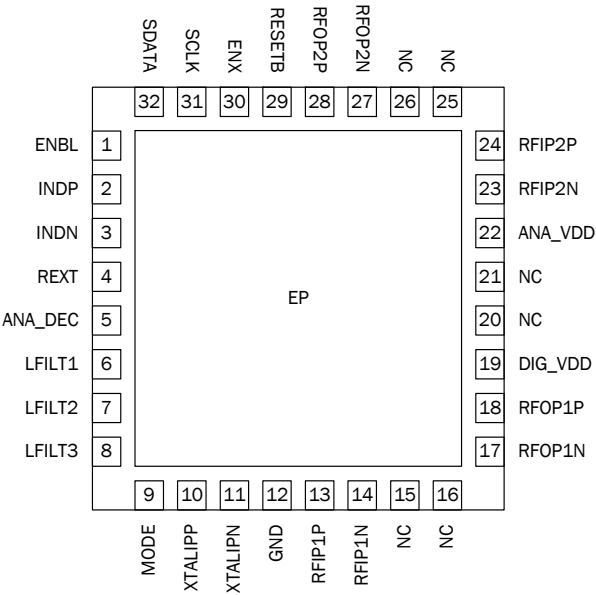 SDATA
SCLK
ENX
RESETB
RFOP2P
RFOP2N
NC
NC
32 31 30 29 28 27 26 25
ENBL 1
INDP 2
INDN 3
REXT 4
ANA_DEC 5
LFILT1 6
LFILT2 7
LFILT3 8
EP
24 RFIP2P
23 RFIP2N
22 ANA_VDD
21 NC
20 NC
19 DIG_VDD
18 RFOP1P
17 RFOP1N
9 10 11 12 13 14 15 16
MODE
XTALIPP
XTALIPN
GND
RFIP1P
RFIP1N
NC
NC